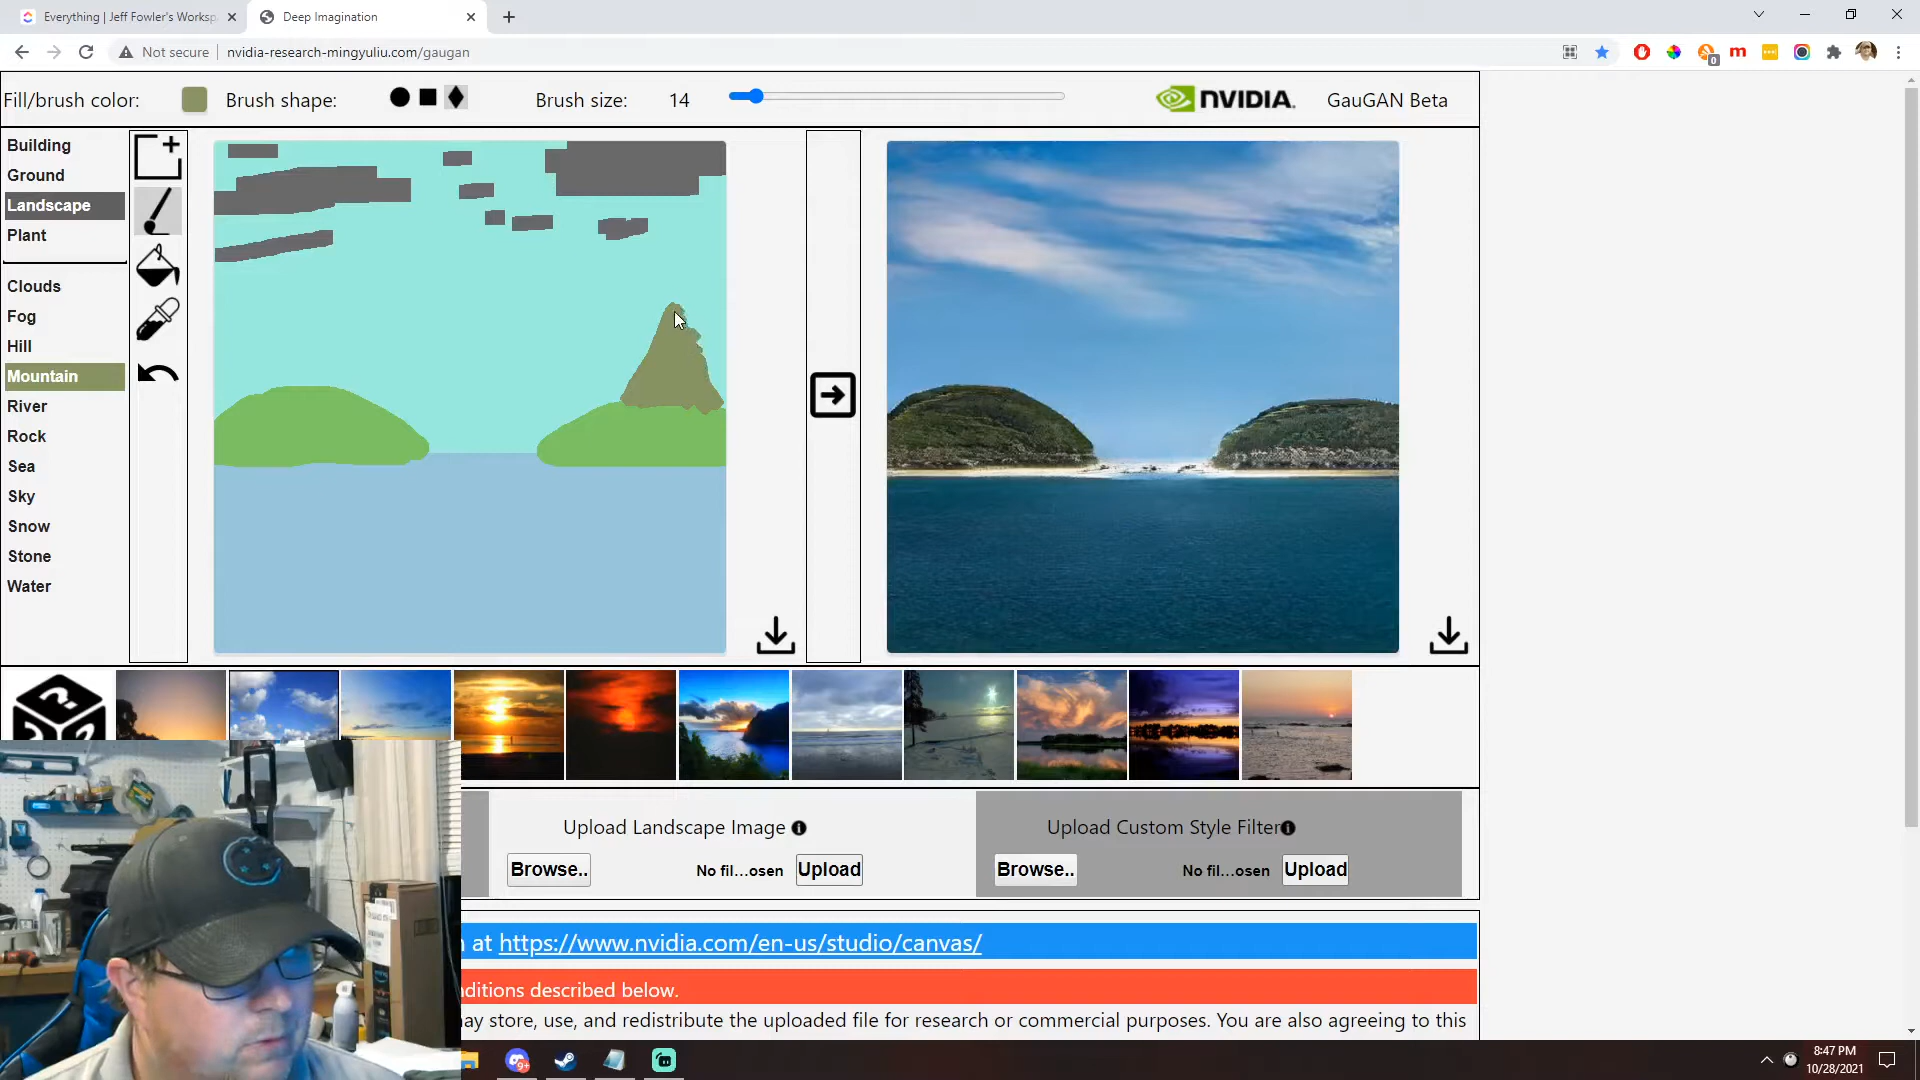 Everything | Jeff Fowler's Worksp
Deep Imagination
Not secure
nvidia-research-mingyuliu.com/gaugan
0
Fill/brush color:
Brush shape:
Brush size: 14
NVIDIA.
GauGAN Beta
Building
Ground
Landscape
Plant
Clouds
Fog
Hill
Mountain
River
Rock
Sea
Sky
Snow
Stone
Water
Upload Landscape Image
Browse..
No fil...osen
Upload
Upload Custom Style Filter
Browse..
No fil...osen
Upload
at https://www.nvidia.com/en-us/studio/canvas/
ditions described below.
ay store, use, and redistribute the uploaded file for research or commercial purposes. You are also agreeing to this
9+
8:47 PM
10/28/2021